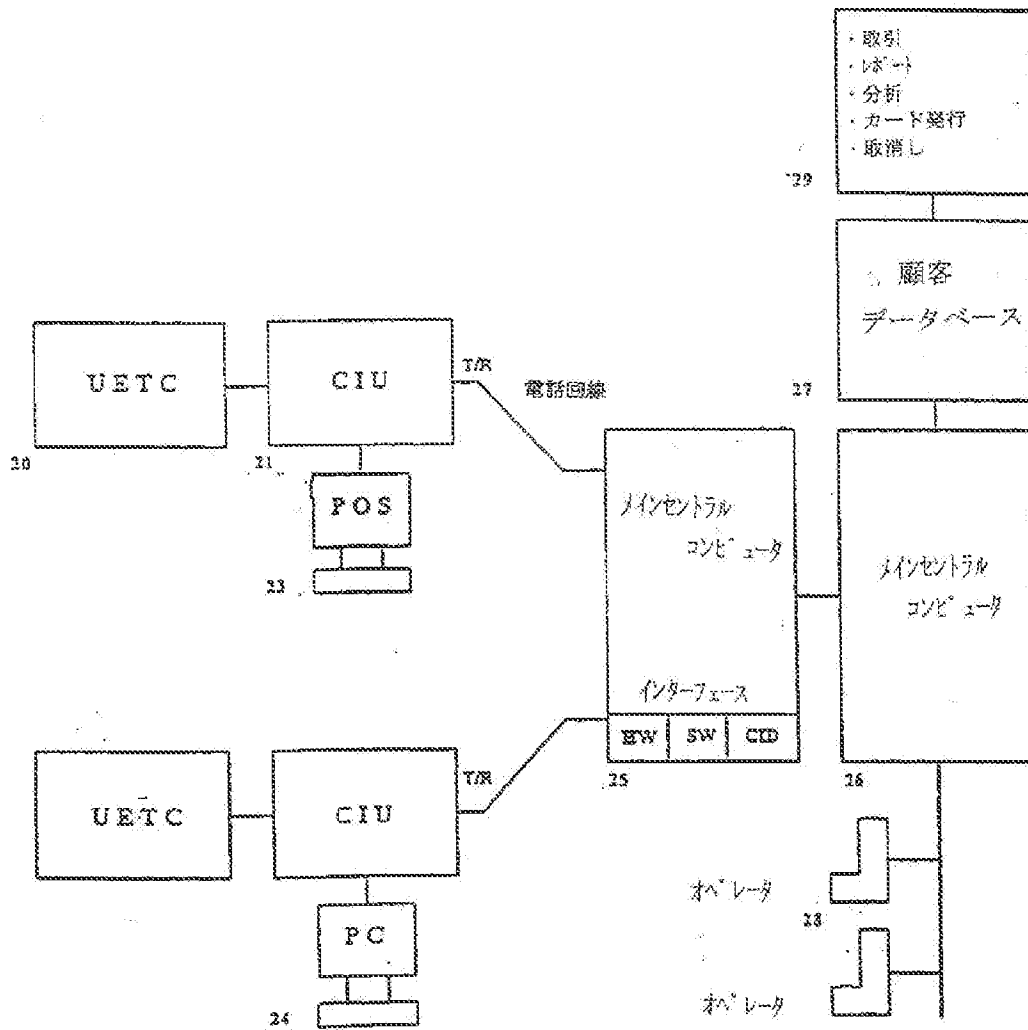 ・取引
・レポート
・分析
・カード発行
・取消し
29
顧客
データベース
27
UETC
20
CIU
21
T/R
電話回線
POS
23
メインセントラル
コンピュータ
インターフェース
HW
SW
CID
25
メインセントラル
コンピュータ
26
UETC
CIU
T/R
PC
24
オペレータ
28
オペレータ